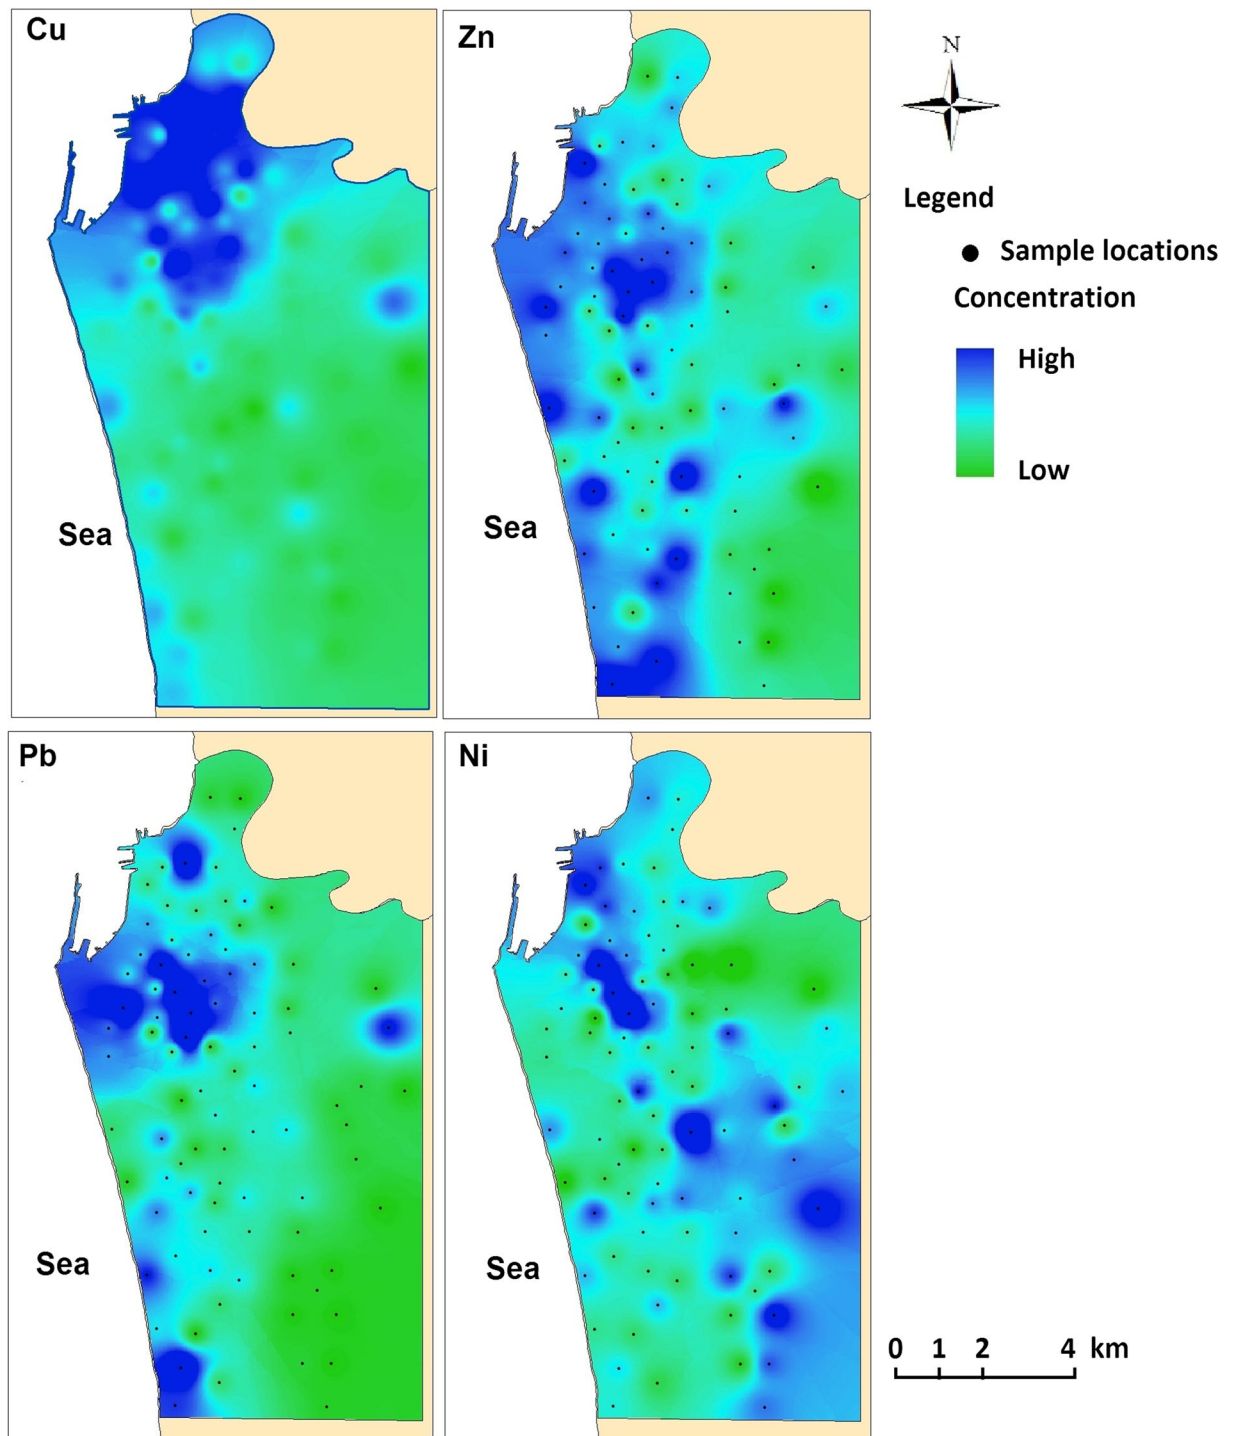 Cu
Zn
N
Legend
Sample locations
Concentration
High
Low
Sea
Sea
Pb
Ni
Sea
Sea
0 1 2 4 km